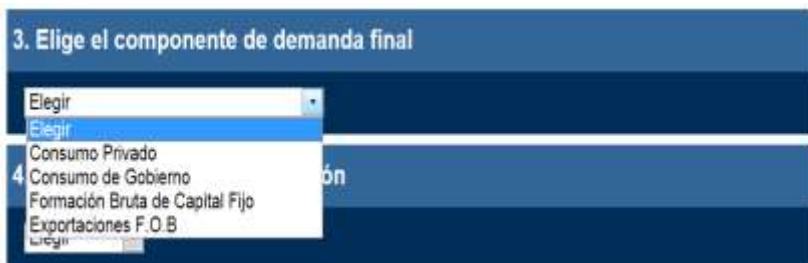 3. Elige el componente de demanda final
Elegir
Elegir
Consumo Privado
4
Consumo de Gobierno
ón
Formación Bruta de Capital Fijo
Exportaciones F.O.B
Elegir